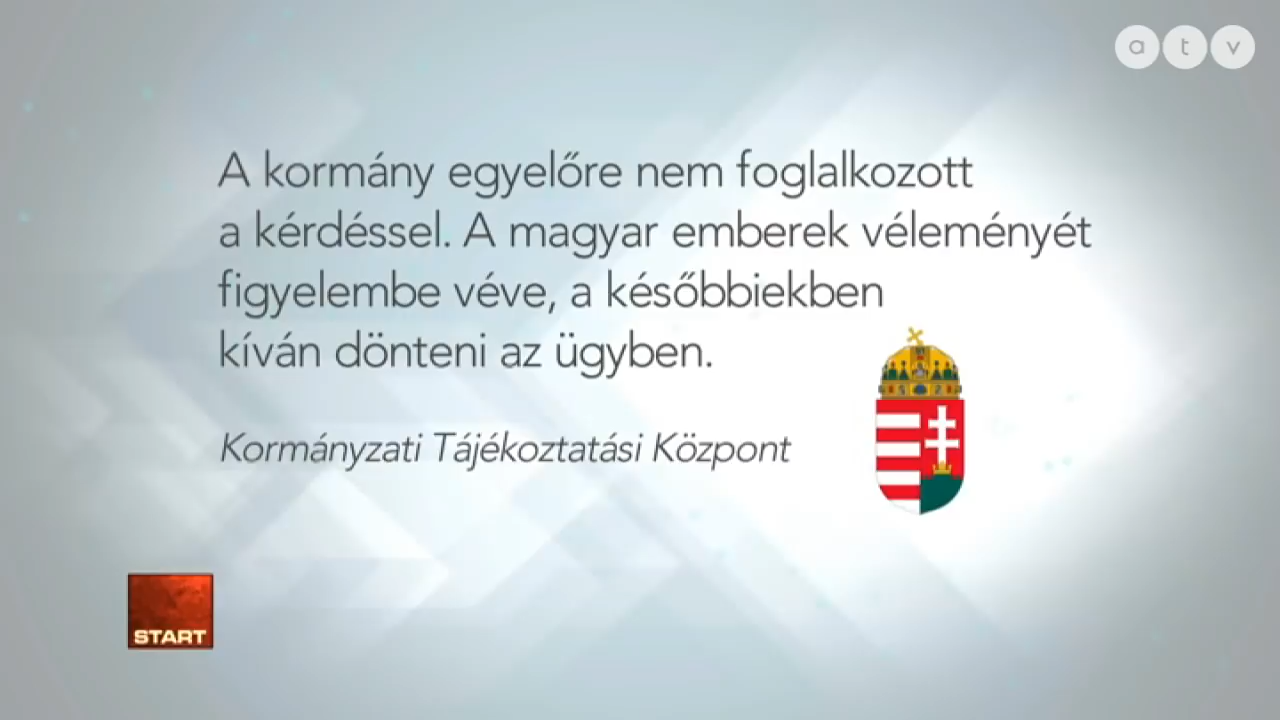 atv
A kormány egyelőre nem foglalkozott
a kérdéssel. A magyar emberek véleményét
figyelembe véve, a későbbiekben
kíván dönteni az ügyben.
Kormányzati Tájékoztatási Központ
START